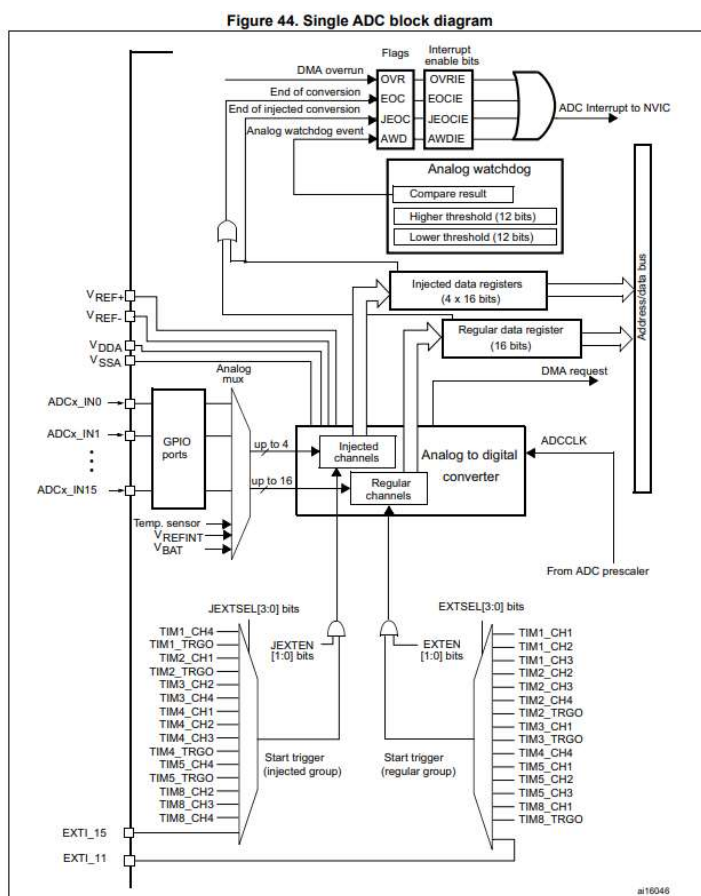 Figure 44. Single ADC block diagram
Flags
Interrupt
enable bits
DMA overrun
OVR
OVRIE
End of conversion
EOC
EOCIE
End of injected conversion
JEOC
JEOCIE
ADC Interrupt to NVIC
Analog watchdog event
AWD
AWDIE
Analog watchdog
Compare result
Higher threshold (12 bits)
Lower threshold (12 bits)
Address/data bus
Injected data registers
(4 x 16 bits)
Regular data register
(16 bits)
VREF+
VREF-
VDDA
VSSA
Analog
mux
DMA request
ADCx_IN0
ADCx_IN1
ADCx_IN15
GPIO
ports
up to 4
up to 16
Injected
channels
Regular
channels
Analog to digital
converter
ADCCLK
Temp. sensor
VREFINT
VBAT
From ADC prescaler
JEXTSEL[3:0] bits
EXTSEL[3:0] bits
TIM1_CH4
TIM1_TRGO
TIM2_CH1
TIM2_TRGO
TIM3_CH2
TIM3_CH4
TIM4_CH1
TIM4_CH2
TIM4_CH3
TIM4_TRGO
TIM5_CH4
TIM5_TRGO
TIM8_CH2
TIM8_CH3
TIM8_CH4
JEXTEN
[1:0] bits
EXTEN
[1:0] bits
Start trigger
(injected group)
Start trigger
(regular group)
TIM1_CH1
TIM1_CH2
TIM1_CH3
TIM2_CH2
TIM2_CH3
TIM2_CH4
TIM2_TRGO
TIM3_CH1
TIM3_TRGO
TIM4_CH4
TIM5_CH1
TIM5_CH2
TIM5_CH3
TIM8_CH1
TIM8_TRGO
EXTI_15
EXTI_11
ai16046